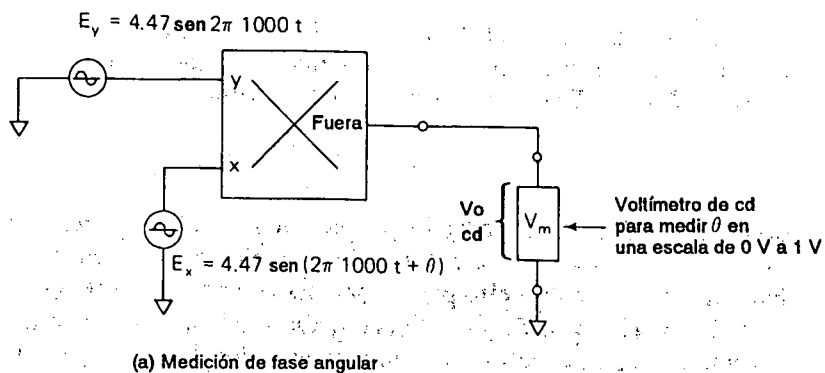 E_y = 4.47 sen 2π 1000 t
y
Fuera
x
Vo
cd
V_m
Voltímetro de cd
para medir θ en
una escala de 0 V a 1 V
E_x = 4.47 sen (2π 1000 t + θ)
(a) Medición de fase angular